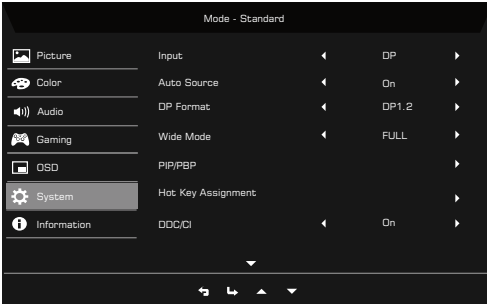 Mode - Standard
Picture
Color
Audio
Gaming
OSD
System
Information
Input DP
Auto Source On
DP Format DP1.2
Wide Mode FULL
PIP/PBP
Hot Key Assignment
DDC/CI On